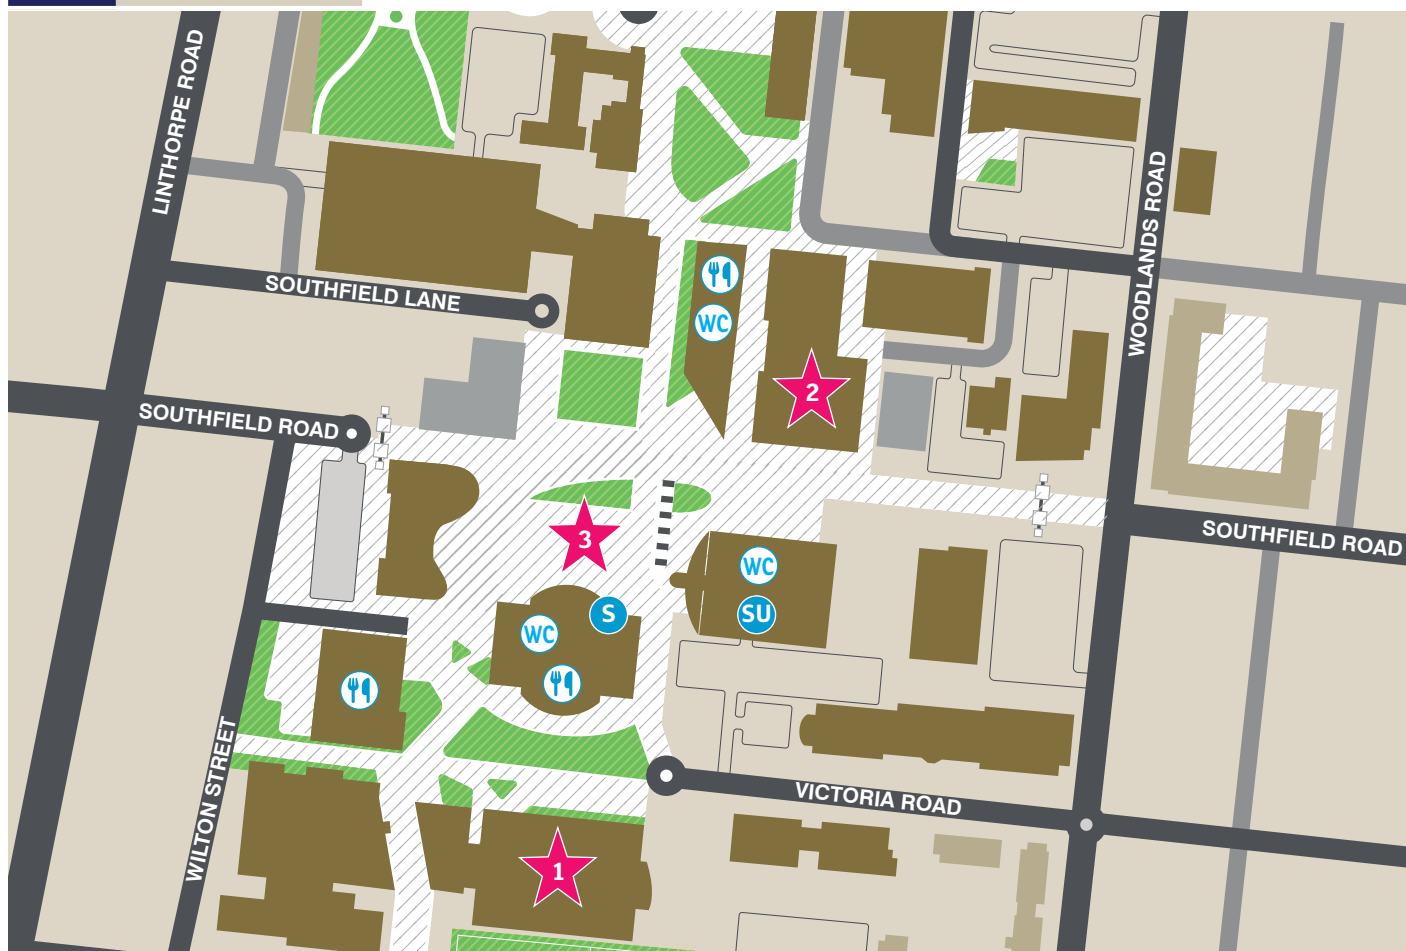 LINTHORPE ROAD
WOODLANDS ROAD
SOUTHFIELD LANE
WC
2
SOUTHFIELD ROAD
SOUTHFIELD ROAD
3
WC
S
SU
WC
WILTON STREET
VICTORIA ROAD
1